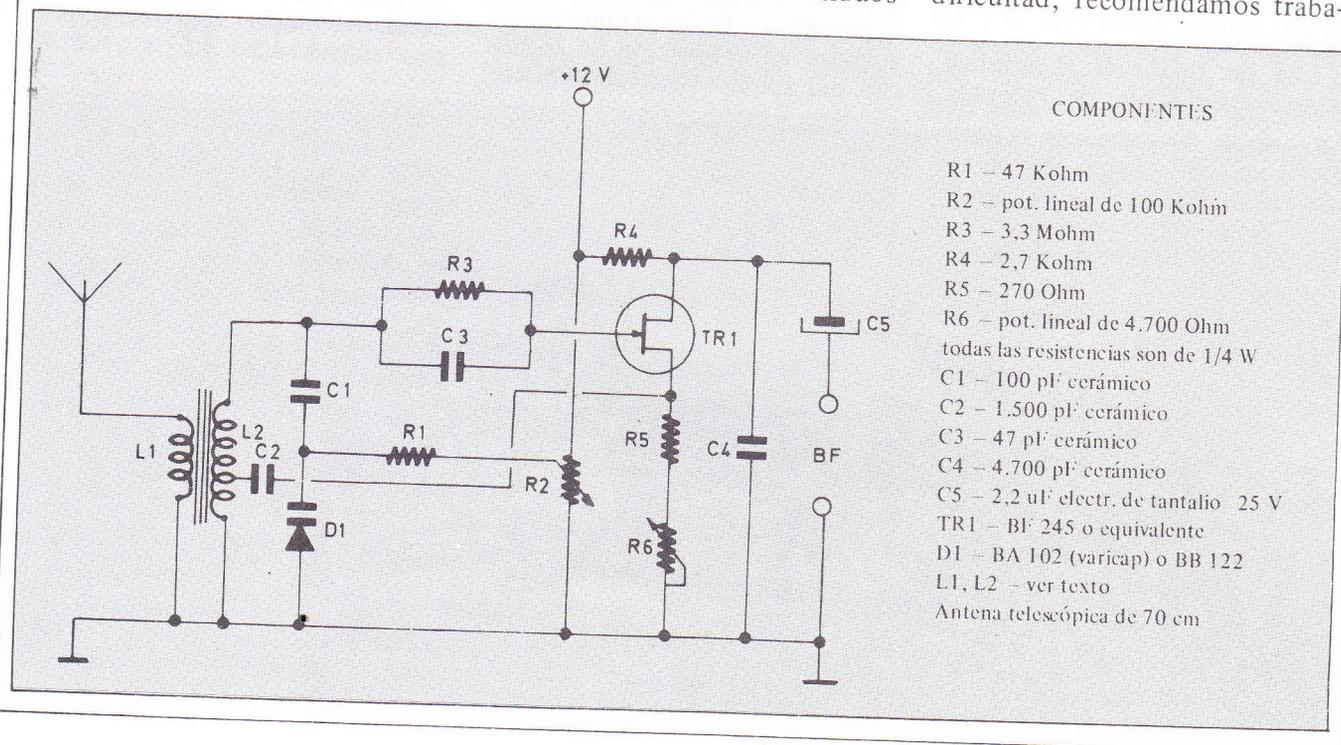 dificultad, recomendamos traba-
+12 V
COMPONENTES
R1 – 47 Kohm
R2 – pot. lineal de 100 Kohm
R3 – 3,3 Mohm
R4 – 2,7 Kohm
R5 – 270 Ohm
R6 – pot. lineal de 4.700 Ohm
todas las resistencias son de 1/4 W
C1 – 100 pF cerámico
C2 – 1.500 pF cerámico
C3 – 47 pF cerámico
C4 – 4.700 pF cerámico
C5 – 2,2 uF electr. de tantalio 25 V
TR1 – BF 245 o equivalente
D1 – BA 102 (varicap) o BB 122
L1, L2 – ver texto
Antena telescópica de 70 cm
R4
R3
C3
TR1
C5
C1
L2
R1
R5
L1
C2
C4
BF
R2
D1
R6